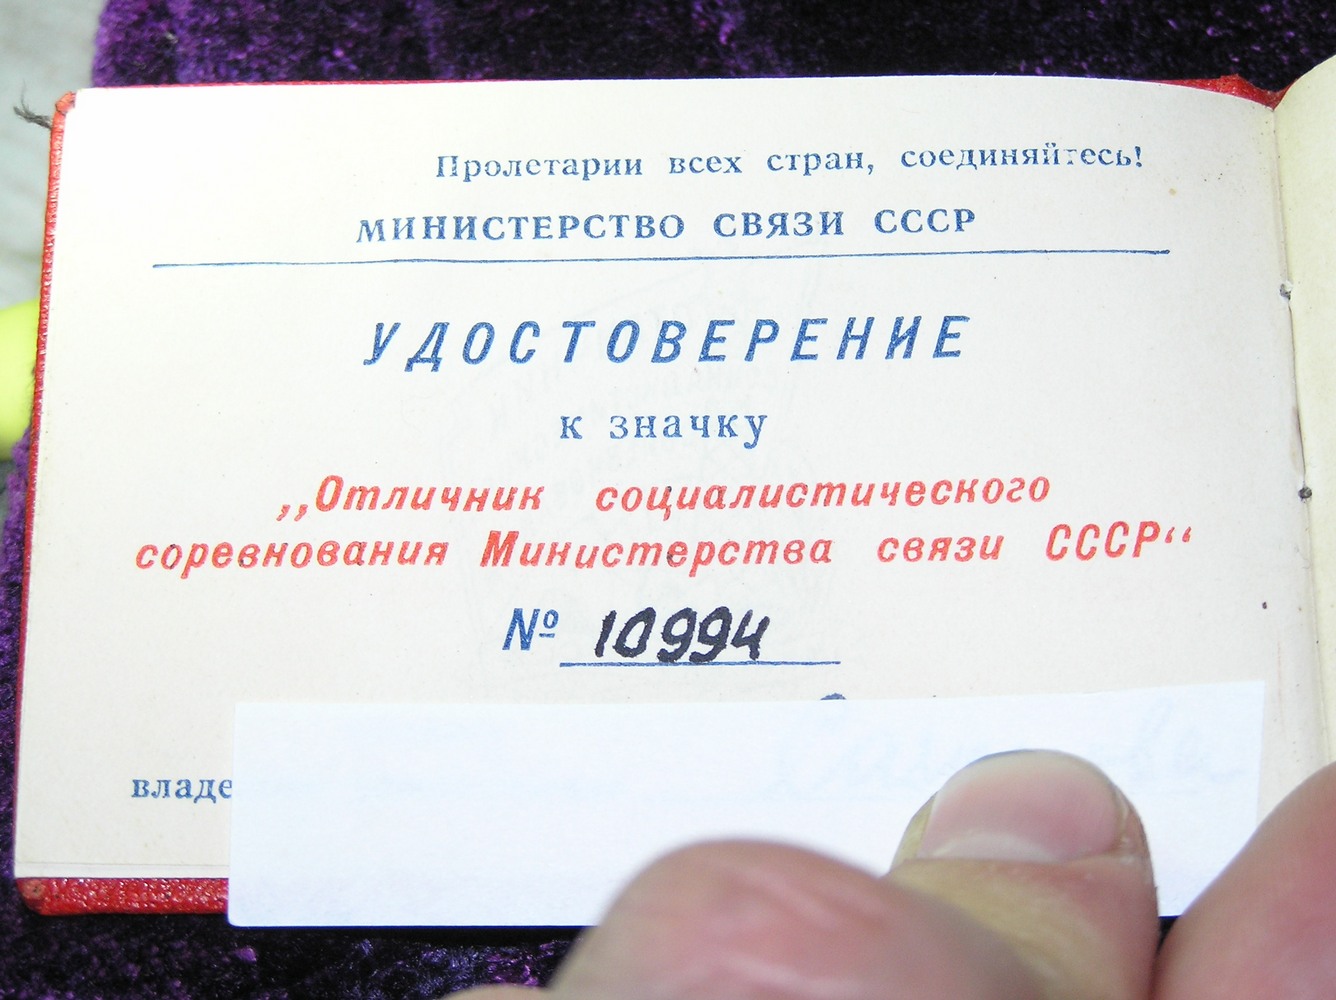 Пролетарии всех стран, соединяйтесь!
МИНИСТЕРСТВО СВЯЗИ СССР
УДОСТОВЕРЕНИЕ
к значку
„Отличник социалистического
соревнования Министерства связи СССР“
№ 10994
владе